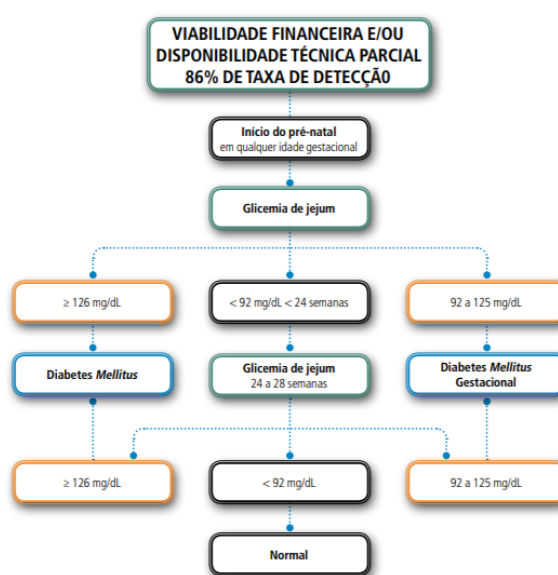 VIABILIDADE FINANCEIRA E/OU
DISPONIBILIDADE TÉCNICA PARCIAL
86% DE TAXA DE DETECÇÃO
Início do pré-natal
em qualquer idade gestacional
Glicemia de jejum
≥ 126 mg/dL
< 92 mg/dL < 24 semanas
92 a 125 mg/dL
Diabetes Mellitus
Glicemia de jejum
24 a 28 semanas
Diabetes Mellitus
Gestacional
≥ 126 mg/dL
< 92 mg/dL
92 a 125 mg/dL
Normal